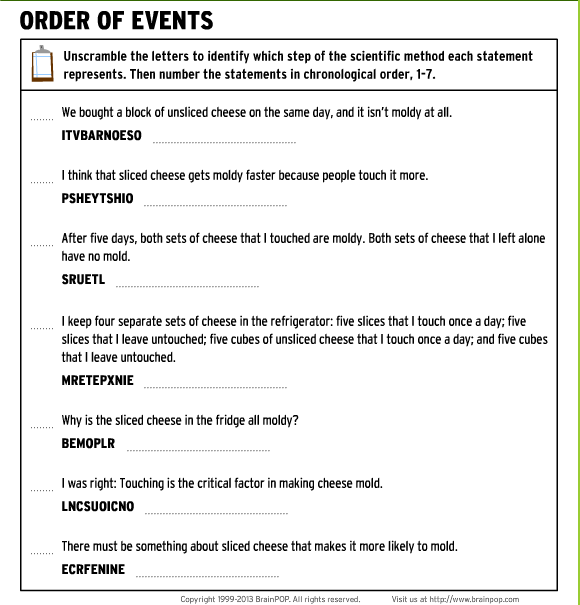 ORDER OF EVENTS
Unscramble the letters to identify which step of the scientific method each statement
represents. Then number the statements in chronological order, 1-7.
We bought a block of unsliced cheese on the same day, and it isn't moldy at all.
ITVBARNOESO
I think that sliced cheese gets moldy faster because people touch it more.
PSHEYTSHIO
After five days, both sets of cheese that I touched are moldy. Both sets of cheese that I left alone
have no mold.
SRUETL
I keep four separate sets of cheese in the refrigerator: five slices that I touch once a day; five
slices that I leave untouched; five cubes of unsliced cheese that I touch once a day; and five cubes
that I leave untouched.
MRETEPXNIE
Why is the sliced cheese in the fridge all moldy?
BEMOPLR
I was right: Touching is the critical factor in making cheese mold.
LNCSUOICNO
There must be something about sliced cheese that makes it more likely to mold.
ECRFENINE
Copyright 1999-2013 BrainPOP. All rights reserved. Visit us at http://www.brainpop.com